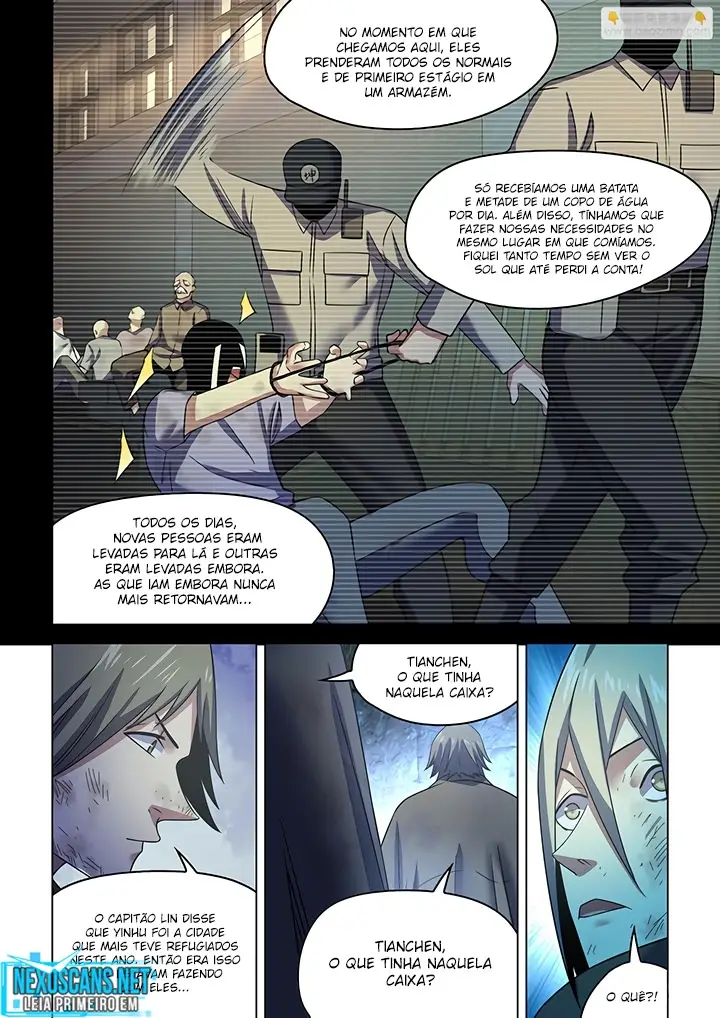 NO MOMENTO EM QUE
CHEGAMOS AQUI, ELES
PRENDERAM TODOS OS NORMAIS
E DE PRIMEIRO ESTÁGIO EM
UM ARMAZÉM.
SÓ RECEBÍAMOS UMA BATATA
E METADE DE UM COPO DE ÁGUA
POR DIA. ALÉM DISSO, TÍNHAMOS QUE
FAZER NOSSAS NECESSIDADES NO
MESMO LUGAR EM QUE COMÍAMOS.
FIQUEI TANTO TEMPO SEM VER O
SOL QUE ATÉ PERDI A CONTA!
TODOS OS DIAS,
NOVAS PESSOAS ERAM
LEVADAS PARA LÁ E OUTRAS
ERAM LEVADAS EMBORA.
AS QUE IAM EMBORA NUNCA
MAIS RETORNAVAM...
O CAPITÃO LIN DISSE
QUE YINHU FOI A CIDADE
QUE MAIS TEVE REFUGIADOS
NESTE ANO. ENTÃO ERA ISSO
FAZENDO
ELES...
TIANCHEN,
O QUE TINHA
NAQUELA CAIXA?
TIANCHEN,
O QUE TINHA NAQUELA
CAIXA?
O QUÊ?!
NEXOSCANS.NET
LEIA PRIMEIRO EM